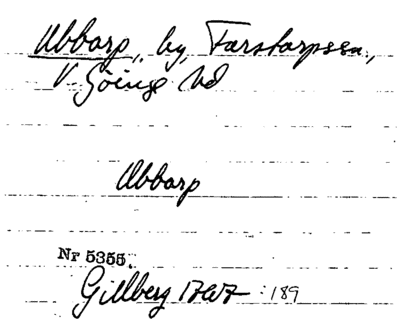 Ubbarp, by, Farstorpssn.,
V Göinge hd
Ubbarp
Nr 5355.
Gillberg 1767 :189